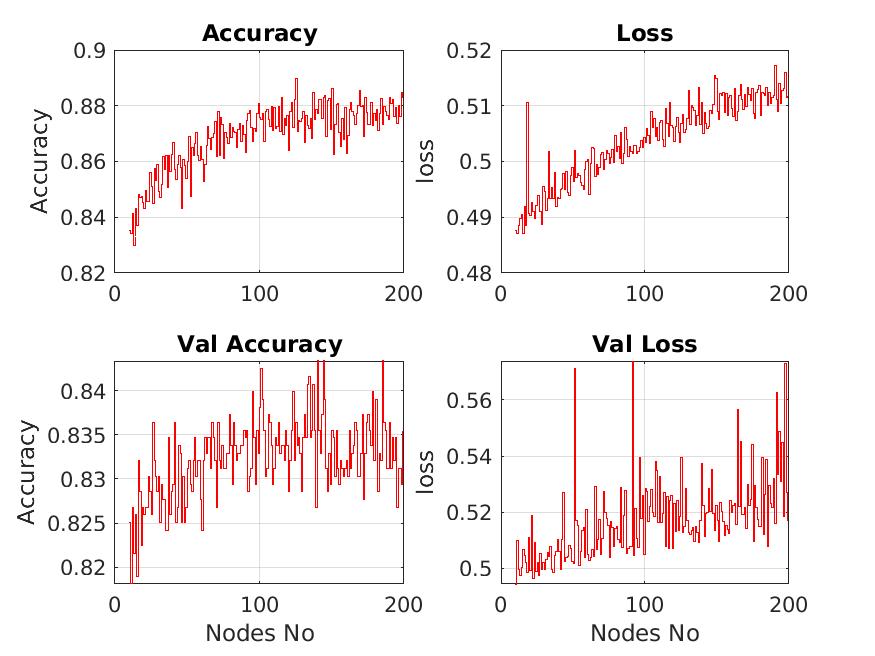 Accuracy
Accuracy
0.9
0.88
0.86
0.84
0.82
0 100 200
Loss
loss
0.52
0.51
0.5
0.49
0.48
0 100 200
Val Accuracy
Accuracy
0.84
0.835
0.83
0.825
0.82
0 100 200
Nodes No
Val Loss
loss
0.56
0.54
0.52
0.5
0 100 200
Nodes No